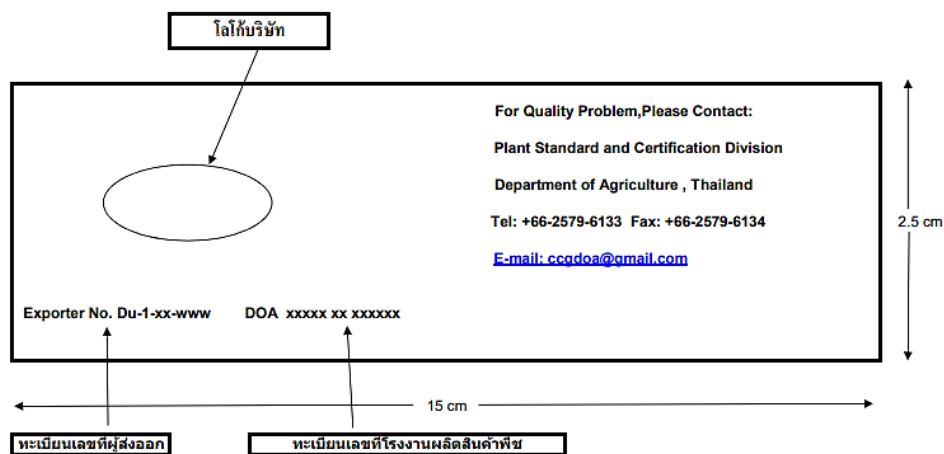 โลโก้บริษัท
For Quality Problem,Please Contact:
Plant Standard and Certification Division
Department of Agriculture , Thailand
Tel: +66-2579-6133 Fax: +66-2579-6134
E-mail: ccgdoa@gmail.com
2.5 cm
Exporter No. Du-1-xx-www DOA xxxxx xx xxxxxx
15 cm
ทะเบียนเลขที่ผู้ส่งออก
ทะเบียนเลขที่โรงงานผลิตสินค้าพืช